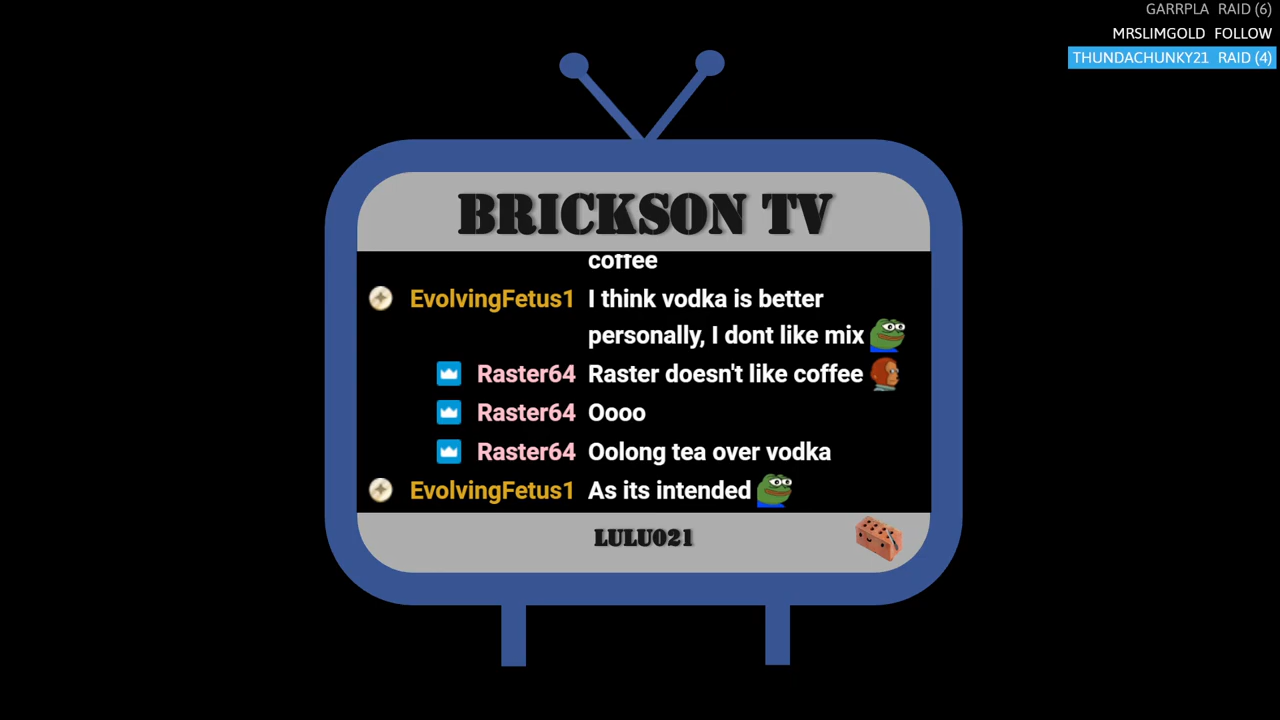 GARRPLA RAID (6)
MRSLIMGOLD FOLLOW
THUNDACHUNKY21 RAID (4)
BRICKSON TV
coffee
EvolvingFetus1 I think vodka is better
personally, I dont like mix
Raster64 Raster doesn't like coffee
Raster64 Oooo
Raster64 Oolong tea over vodka
EvolvingFetus1 As its intended
LULU021